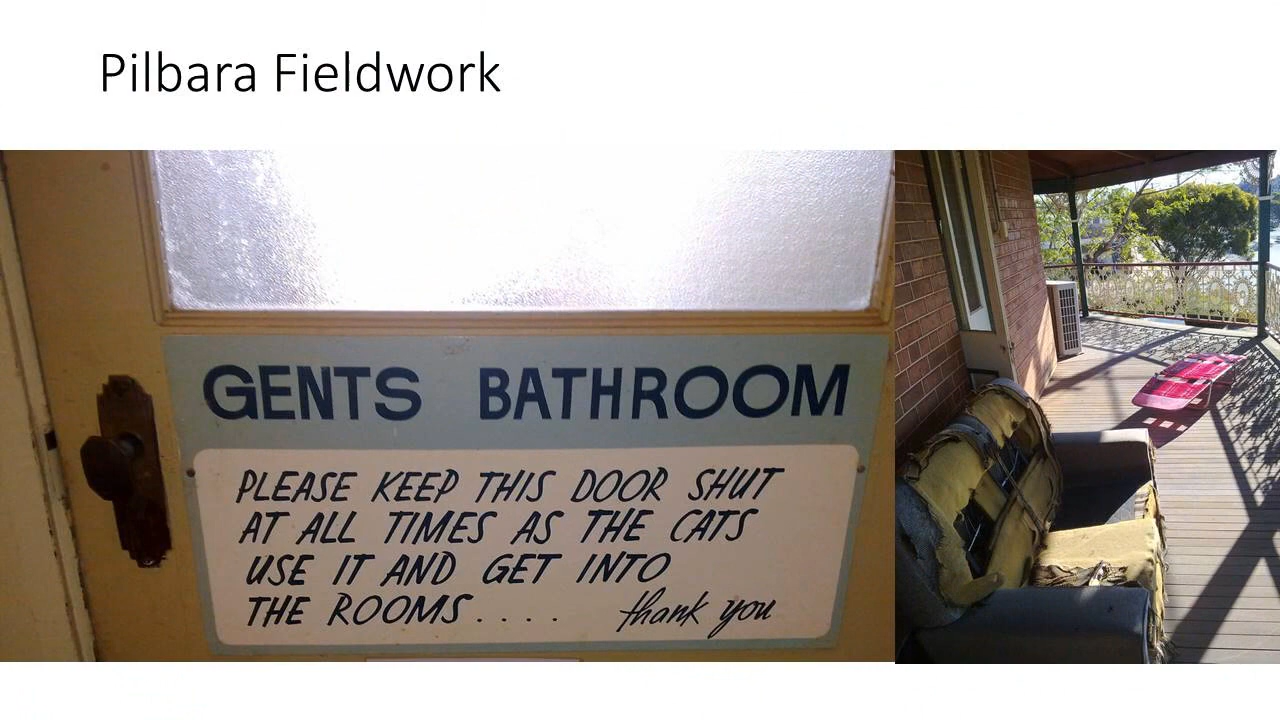 Pilbara Fieldwork
GENTS BATHROOM
PLEASE KEEP THIS DOOR SHUT
AT ALL TIMES AS THE CATS
USE IT AND GET INTO
THE ROOMS.... thank you